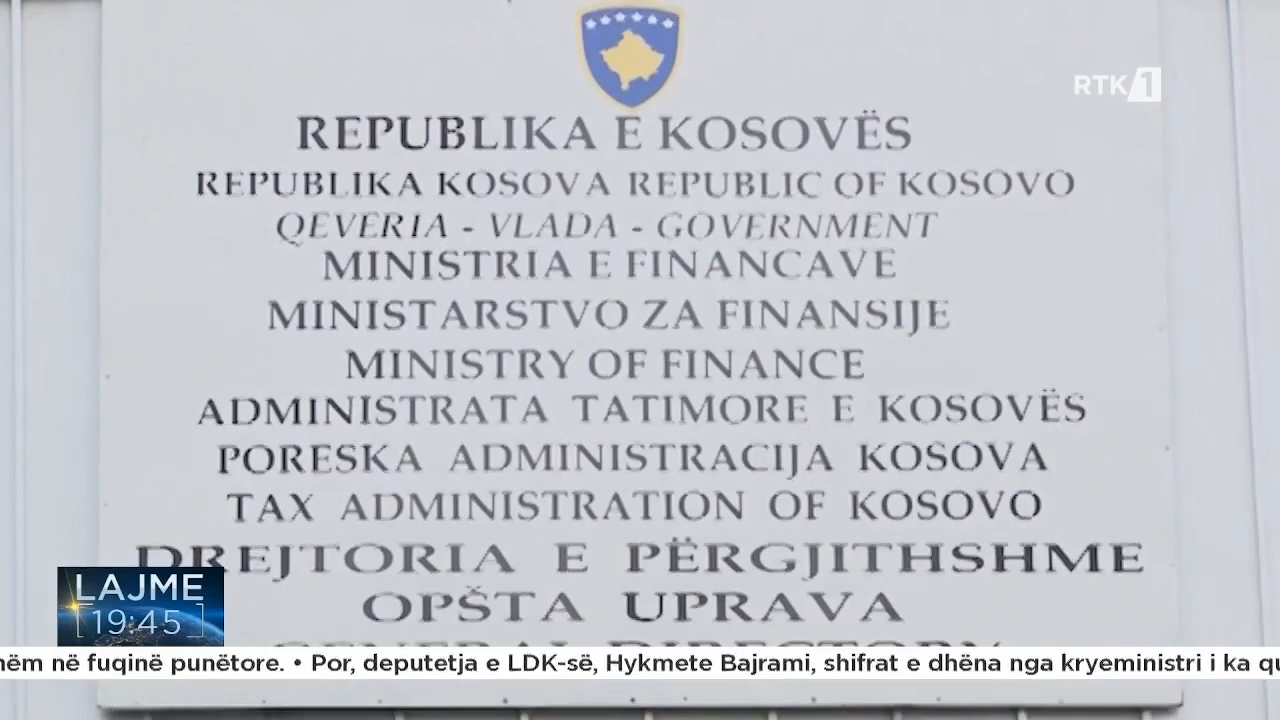 RTK 1
REPUBLIKA E KOSOVËS
REPUBLIKA KOSOVA REPUBLIC OF KOSOVO
QEVERIA - VLADA - GOVERNMENT
MINISTRIA E FINANCAVE
MINISTARSTVO ZA FINANSIJE
MINISTRY OF FINANCE
ADMINISTRATA TATIMORE E KOSOVËS
PORESKA ADMINISTRACIJA KOSOVA
TAX ADMINISTRATION OF KOSOVO
DREJTORIA E PËRGJITHSHME
OPŠTA UPRAVA
GENERAL DIRECTORY
LAJME
19:45
në fuqinë punëtore. • Por, deputetja e LDK-së, Hykmete Bajrami, shifrat e dhëna nga kryeministri i ka